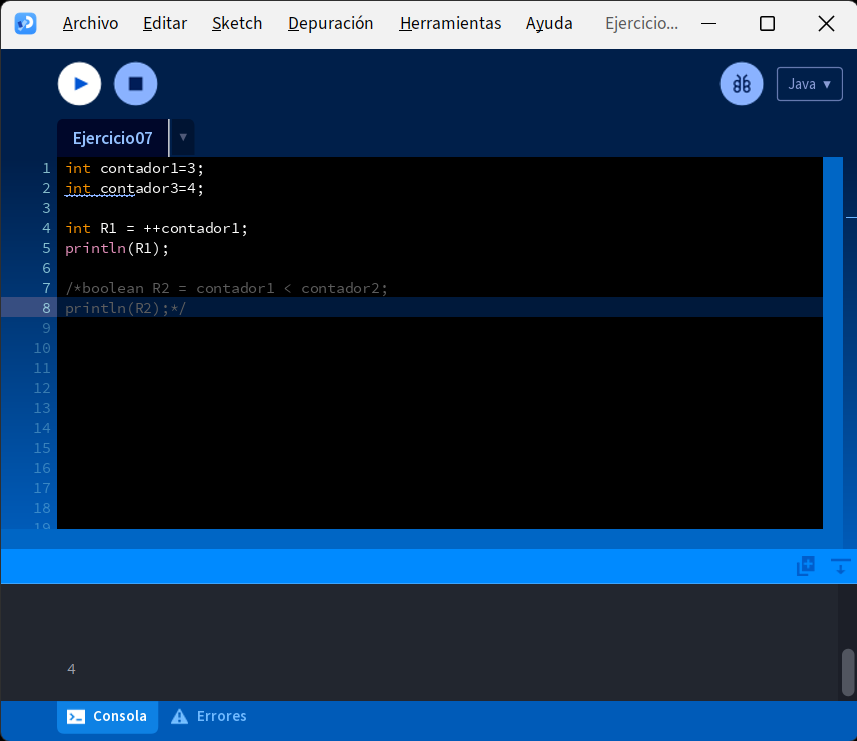 Archivo Editar Sketch Depuración Herramientas Ayuda Ejercicio...
Java ▾
Ejercicio07 ▾
1 int contador1=3;
2 int contador3=4;
3
4 int R1 = ++contador1;
5 println(R1);
6
7 /*boolean R2 = contador1 < contador2;
8 println(R2);*/
9
10
11
12
13
14
15
16
17
18
19
4
Consola Errores